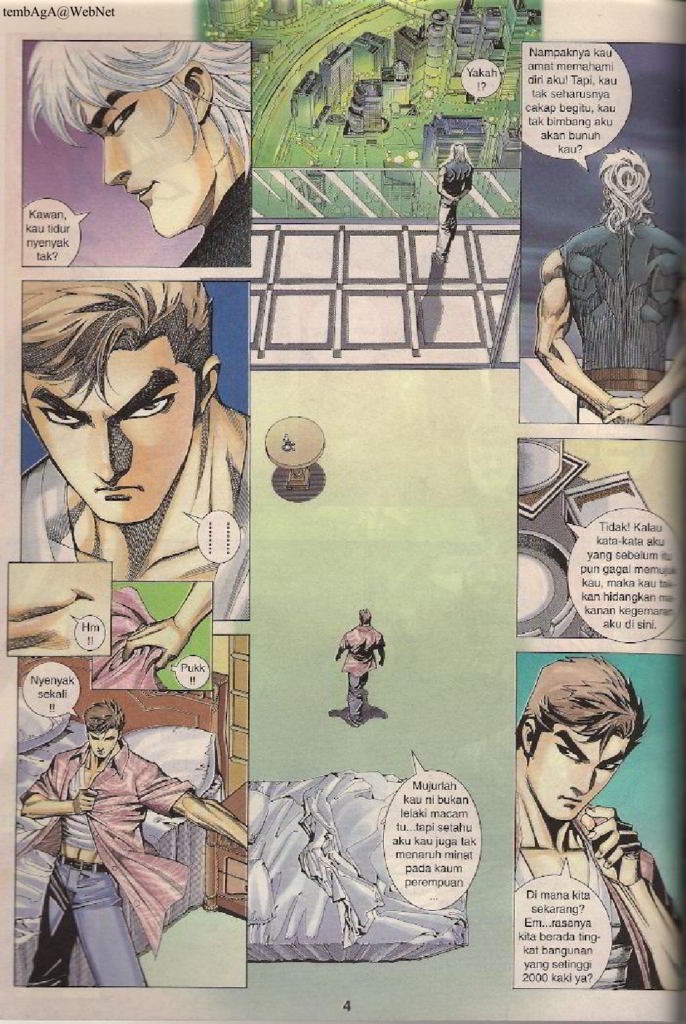 tembAgA@WebNet
Kawan,
kau tidur
nyenyak
tak?
......
!!
Hm
!!
Pukk
!!
Nyenyak
sekali
!!
Yakah
!?
Mujurlah
kau ni bukan
lelaki macam
tu...tapi setahu
aku kau juga
menaruh minat
pada kaum
perempuan
...
Nampaknya kau
amat memahami
diri aku! Tapi, kau
tak seharusnya
cakap begitu, kau
tak bimbang aku
akan bunuh
kau?
Tidak! Kalau
kata-kata aku
yang sebelum itu
pun gagal
kau, maka kau
kan hidangkan
kanan kegemaran
aku di sini.
Di mana kita
sekarang?
Em...rasanya
kita berada ting-
kat bangunan
yang setinggi
2000 kaki ya?
4